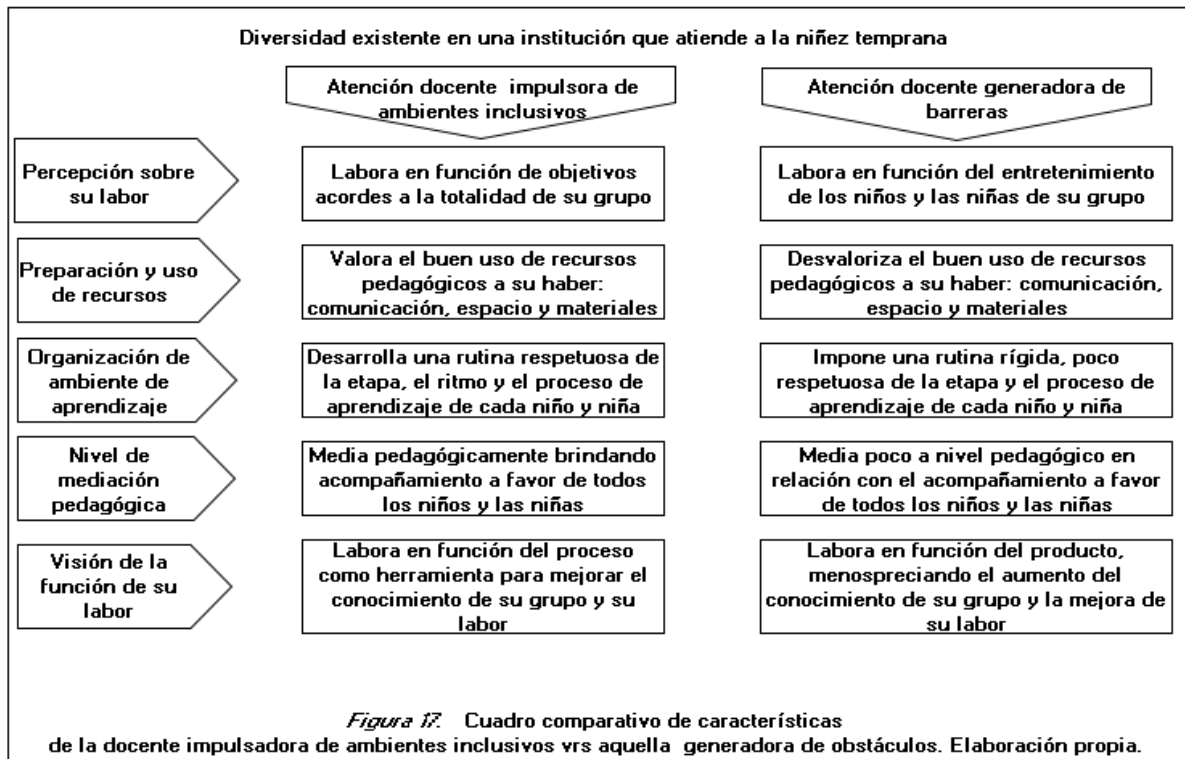 Diversidad existente en una institución que atiende a la niñez temprana
Atención docente impulsora de
ambientes inclusivos
Atención docente generadora de
barreras
Percepción sobre
su labor
Labora en función de objetivos
acordes a la totalidad de su grupo
Labora en función del entretenimiento
de los niños y las niñas de su grupo
Preparación y uso
de recursos
Valora el buen uso de recursos
pedagógicos a su haber:
comunicación, espacio y materiales
Desvaloriza el buen uso de recursos
pedagógicos a su haber: comunicación,
espacio y materiales
Organización de
ambiente de
aprendizaje
Desarrolla una rutina respetuosa de
la etapa, el ritmo y el proceso de
aprendizaje de cada niño y niña
Impone una rutina rígida, poco
respetuosa de la etapa y el proceso de
aprendizaje de cada niño y niña
Nivel de
mediación
pedagógica
Media pedagógicamente brindando
acompañamiento a favor de todos
los niños y las niñas
Media poco a nivel pedagógico en
relación con el acompañamiento a favor
de todos los niños y las niñas
Visión de la
función de su
labor
Labora en función del proceso
como herramienta para mejorar el
conocimiento de su grupo y su
labor
Labora en función del producto,
menospreciando el aumento del
conocimiento de su grupo y la mejora de
su labor
Figura 17. Cuadro comparativo de características
de la docente impulsadora de ambientes inclusivos vrs aquella generadora de obstáculos. Elaboración propia.